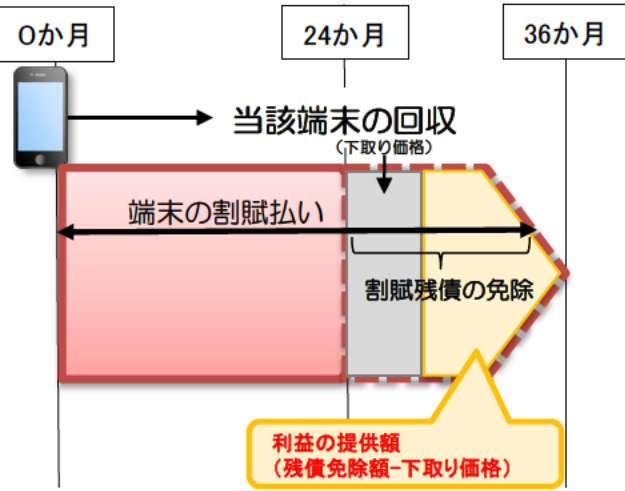 0か月
24か月
36か月
当該端末の回収
(下取り価格)
端末の割賦払い
割賦残債の免除
利益の提供額
(残債免除額-下取り価格)